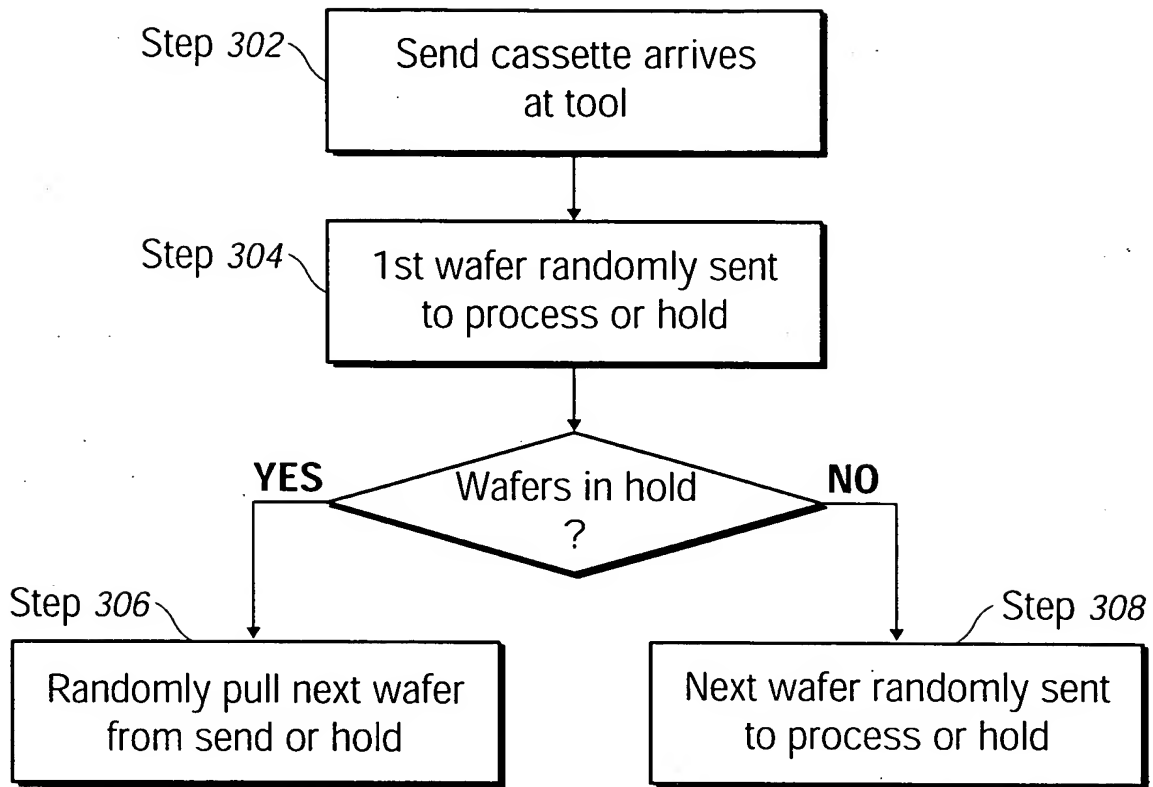 Step 302
Send cassette arrives
at tool
Step 304
1st wafer randomly sent
to process or hold
Wafers in hold
?
YES
NO
Step 306
Randomly pull next wafer
from send or hold
Step 308
Next wafer randomly sent
to process or hold